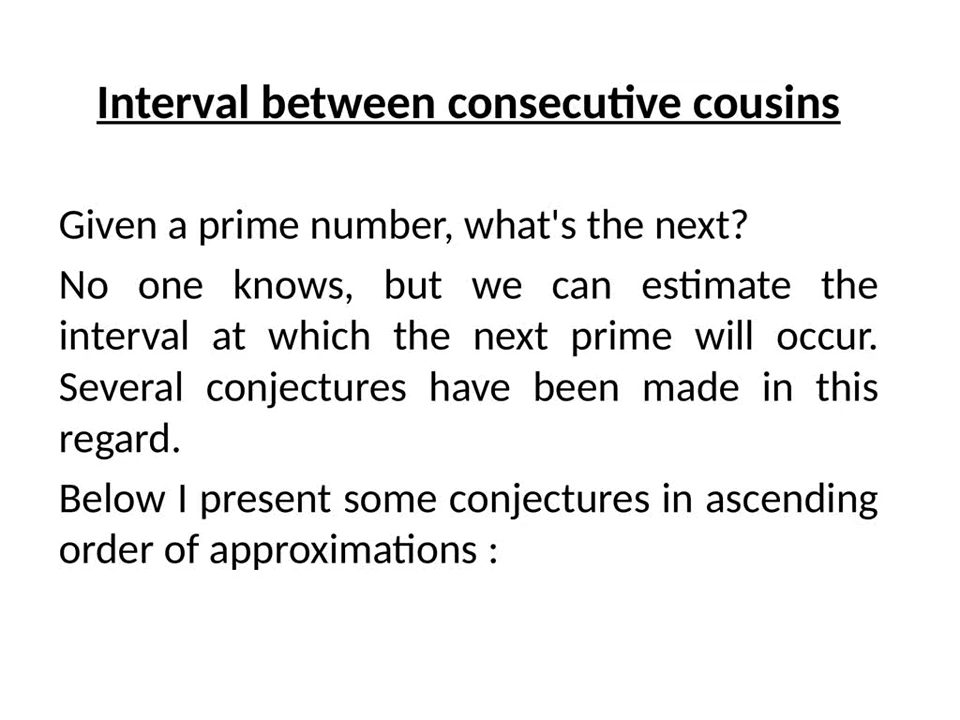 Interval between consecutive cousins
Given a prime number, what's the next?
No one knows, but we can estimate the
interval at which the next prime will occur.
Several conjectures have been made in this
regard.
Below I present some conjectures in ascending
order of approximations :